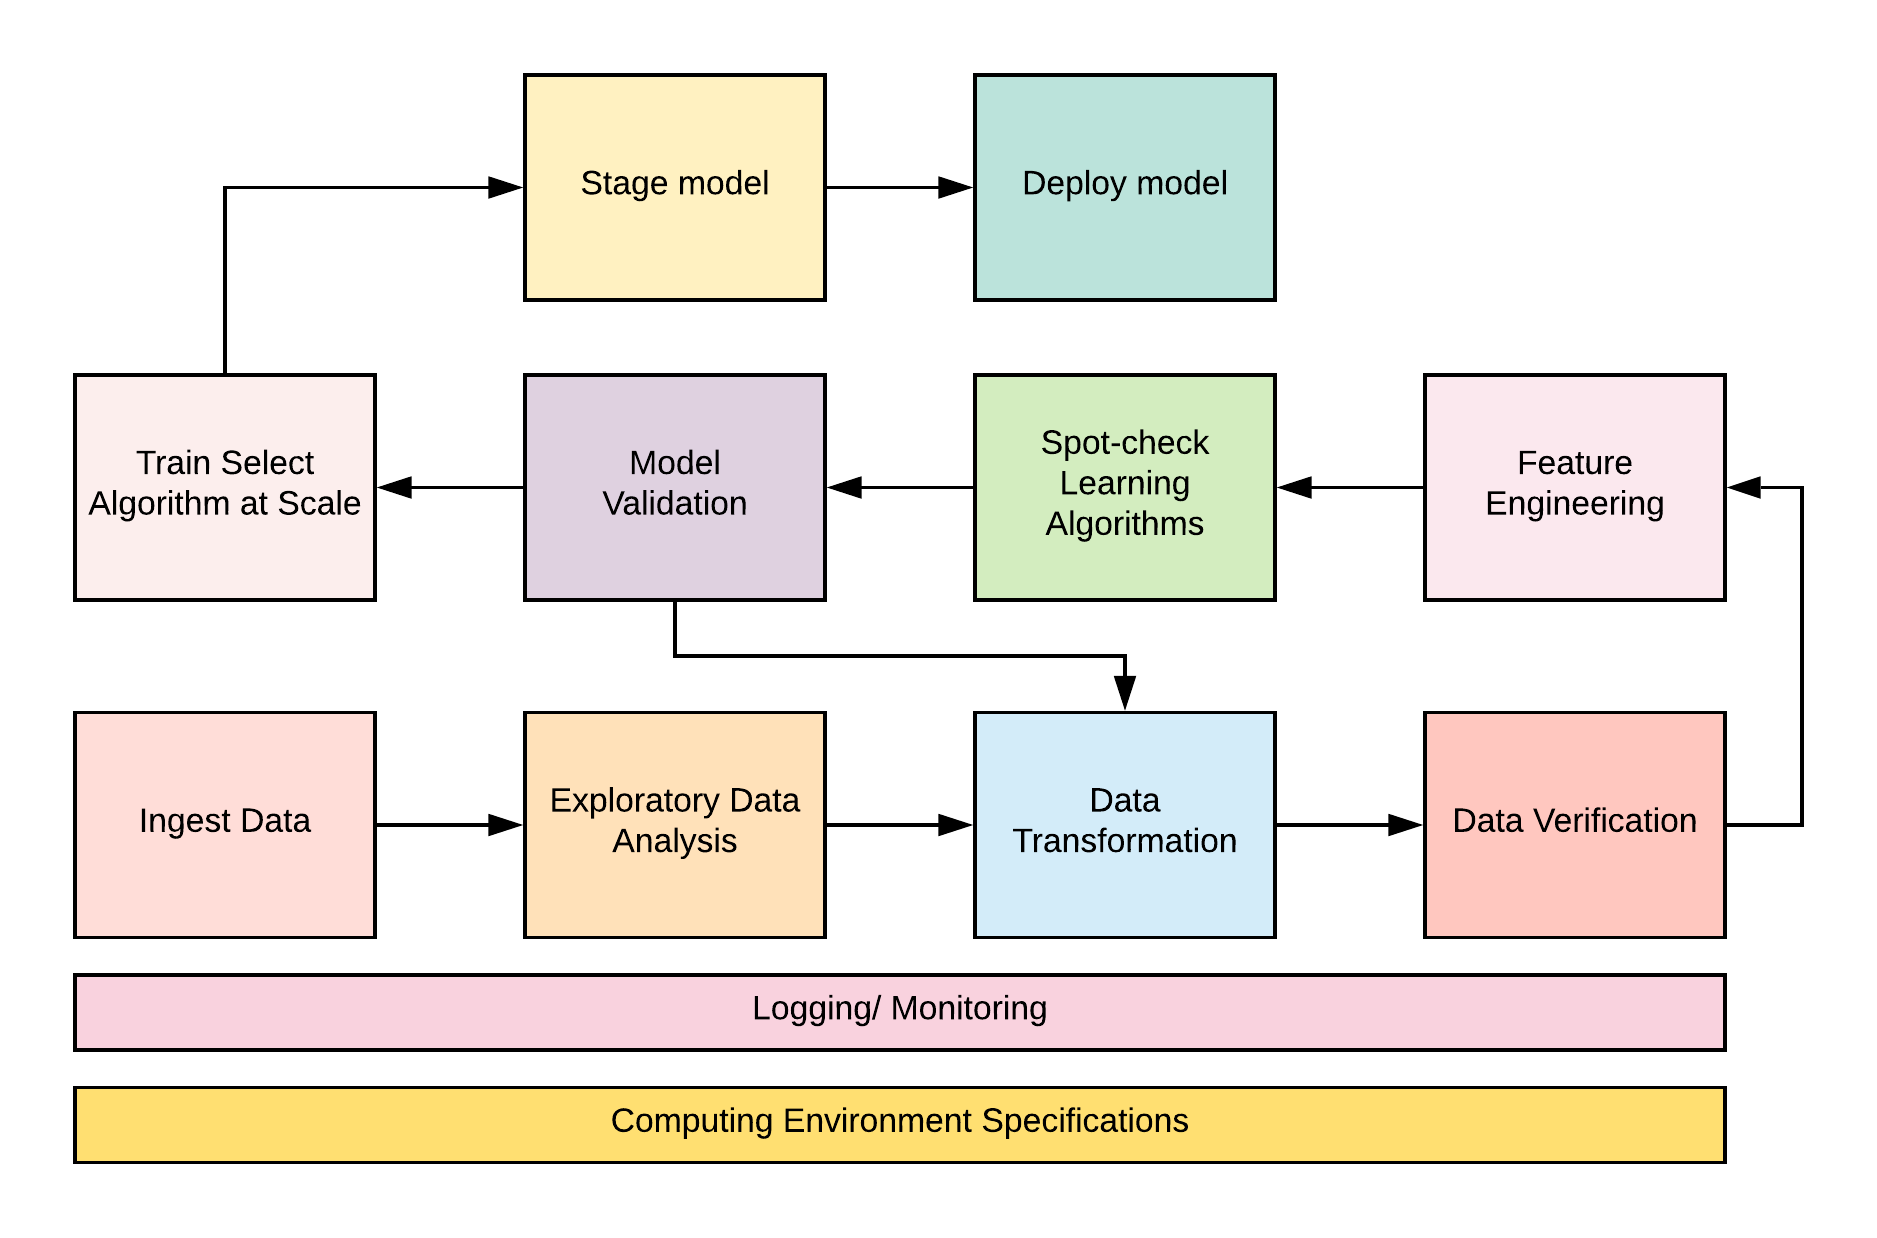 Stage model
Deploy model
Train Select
Algorithm at Scale
Model
Validation
Spot-check
Learning
Algorithms
Feature
Engineering
Ingest Data
Exploratory Data
Analysis
Data
Transformation
Data Verification
Logging/ Monitoring
Computing Environment Specifications